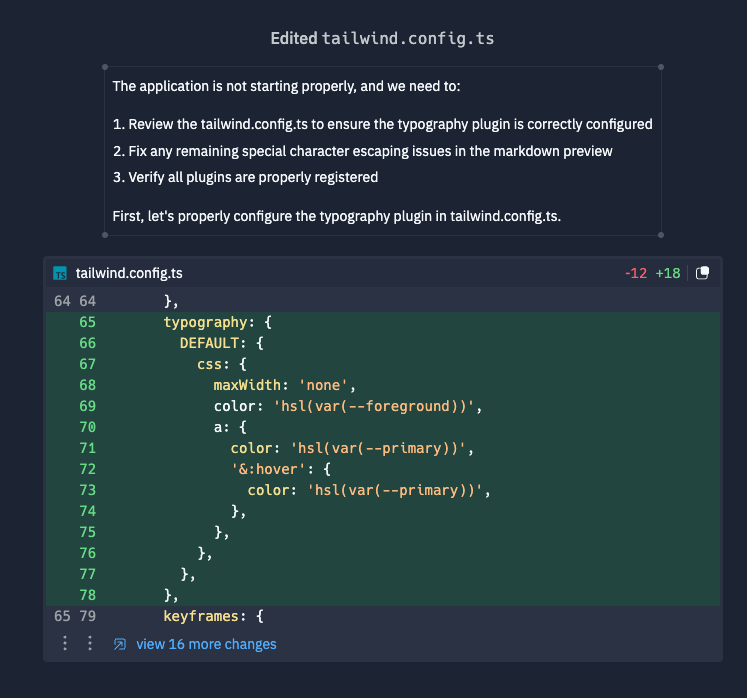 Edited tailwind.config.ts
The application is not starting properly, and we need to:
1. Review the tailwind.config.ts to ensure the typography plugin is correctly configured
2. Fix any remaining special character escaping issues in the markdown preview
3. Verify all plugins are properly registered
First, let's properly configure the typography plugin in tailwind.config.ts.
TS tailwind.config.ts -12 +18
64 64       },
65       typography: {
66         DEFAULT: {
67           css: {
68             maxWidth: 'none',
69             color: 'hsl(var(--foreground))',
70             a: {
71               color: 'hsl(var(--primary))',
72               '&:hover': {
73                 color: 'hsl(var(--primary))',
74               },
75             },
76           },
77         },
78       },
65 79       keyframes: {
view 16 more changes